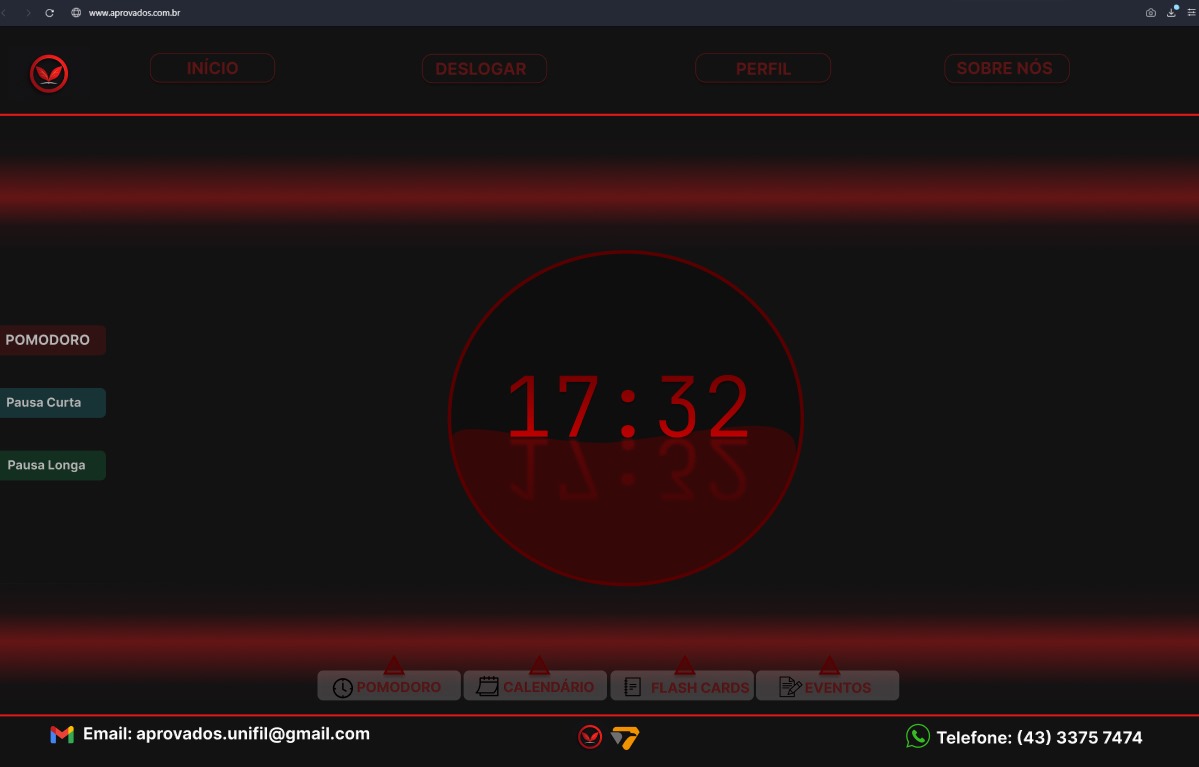 www.aprovados.com.br
INÍCIO
DESLOGAR
PERFIL
SOBRE NÓS
POMODORO
Pausa Curta
Pausa Longa
17:32
POMODORO
CALENDÁRIO
FLASH CARDS
EVENTOS
Email: aprovados.unifil@gmail.com
Telefone: (43) 3375 7474